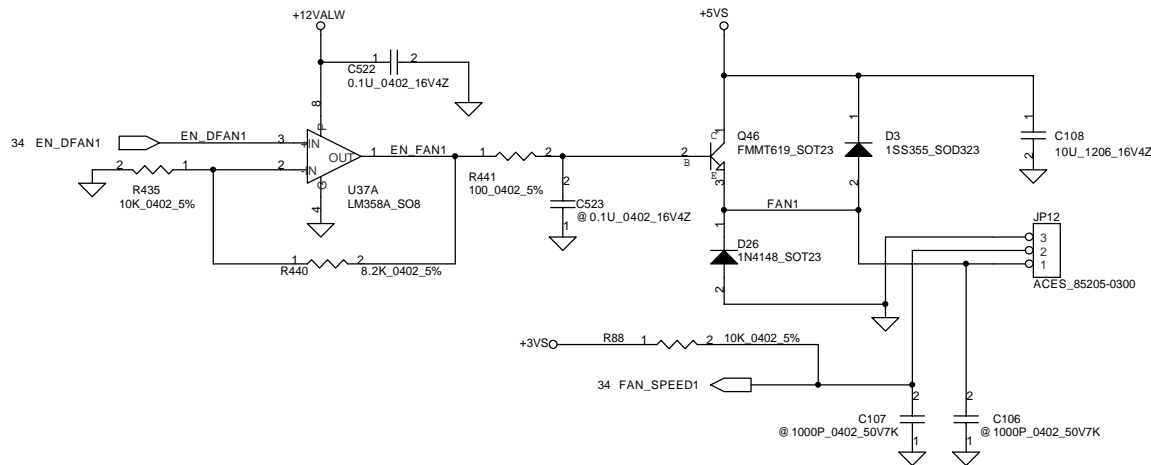 +12VALW
+5VS
1 2
C522
0.1U_0402_16V4Z
8
34 EN_DFAN1
EN_DFAN1
3
+IN
P
OUT
1
EN_FAN1
2
-IN
G
4
U37A
LM358A_SO8
2 1
R435
10K_0402_5%
1 2
R440
8.2K_0402_5%
1 2
R441
100_0402_5%
2
C523
@ 0.1U_0402_16V4Z
1
1
C
2
B
E
3
Q46
FMMT619_SOT23
1
D3
1SS355_SOD323
2
1
C108
10U_1206_16V4Z
2
FAN1
1
D26
1N4148_SOT23
2
JP12
3
2
1
ACES_85205-0300
+3VS
R88
1 2
10K_0402_5%
34 FAN_SPEED1
2
C107
@ 1000P_0402_50V7K
1
2
C106
@ 1000P_0402_50V7K
1